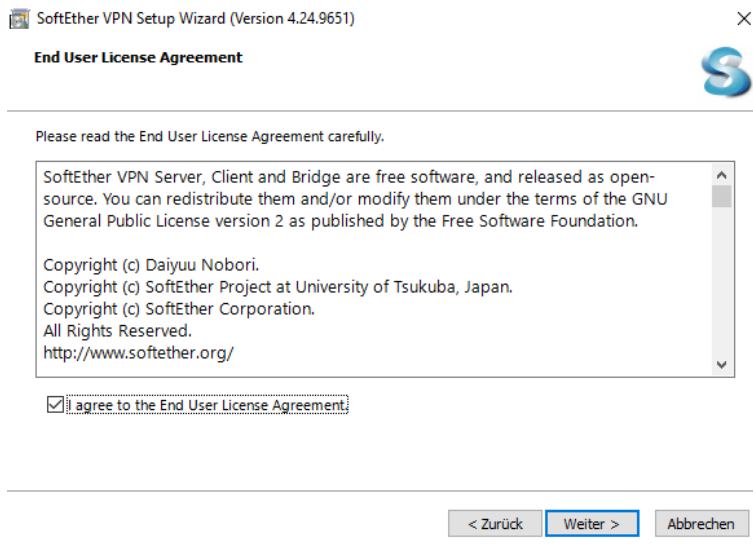 SoftEther VPN Setup Wizard (Version 4.24.9651)
End User License Agreement
Please read the End User License Agreement carefully.
SoftEther VPN Server, Client and Bridge are free software, and released as open-
source. You can redistribute them and/or modify them under the terms of the GNU
General Public License version 2 as published by the Free Software Foundation.
Copyright (c) Daiyuu Nobori.
Copyright (c) SoftEther Project at University of Tsukuba, Japan.
Copyright (c) SoftEther Corporation.
All Rights Reserved.
http://www.softether.org/
I agree to the End User License Agreement.
< Zurück Weiter > Abbrechen